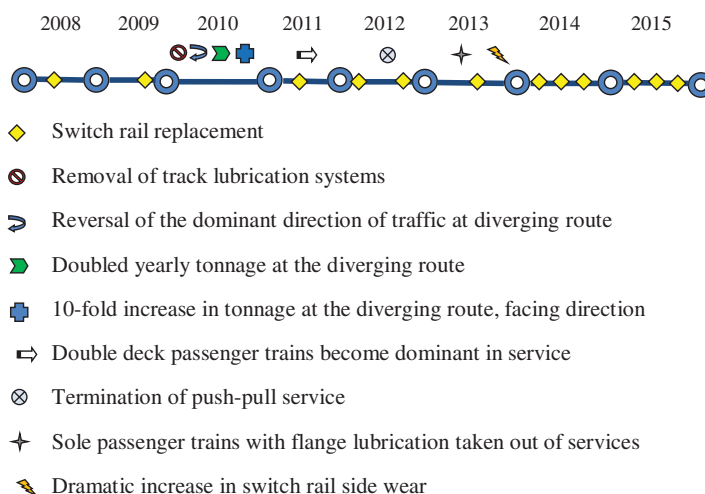 2008 2009 2010 2011 2012 2013 2014 2015
Switch rail replacement
Removal of track lubrication systems
Reversal of the dominant direction of traffic at diverging route
Doubled yearly tonnage at the diverging route
10-fold increase in tonnage at the diverging route, facing direction
Double deck passenger trains become dominant in service
Termination of push-pull service
Sole passenger trains with flange lubrication taken out of services
Dramatic increase in switch rail side wear